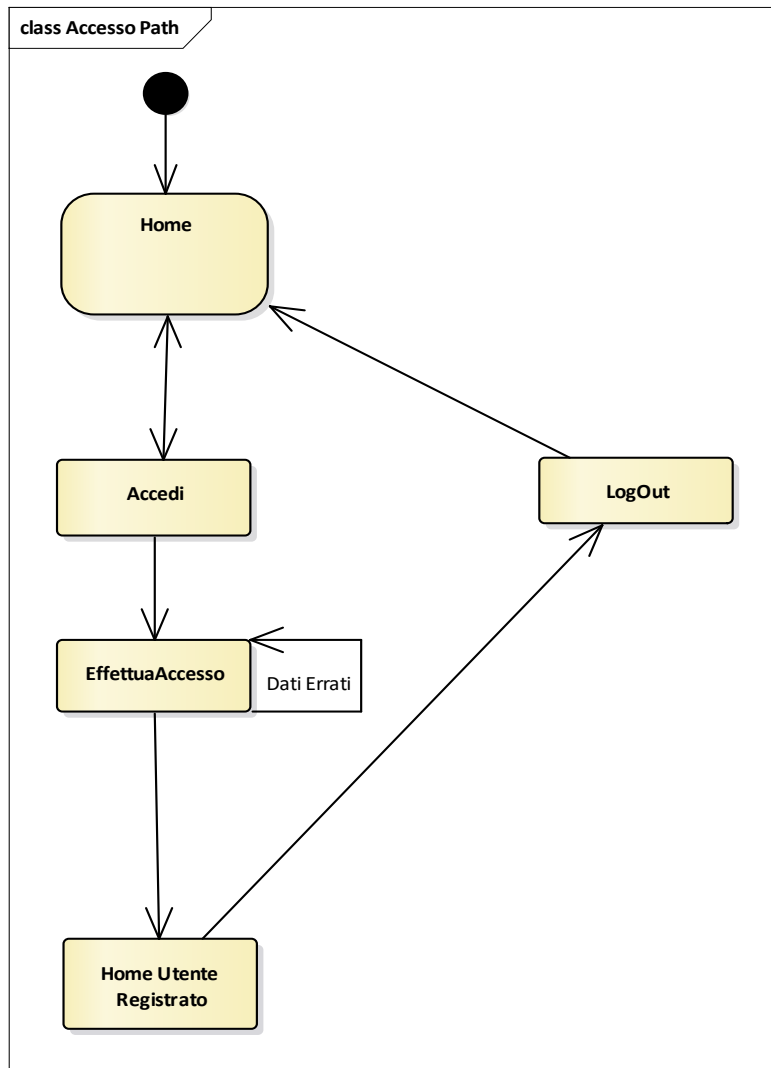 class Accesso Path
Home
Accedi
LogOut
EffettuaAccesso
Dati Errati
Home Utente
Registrato